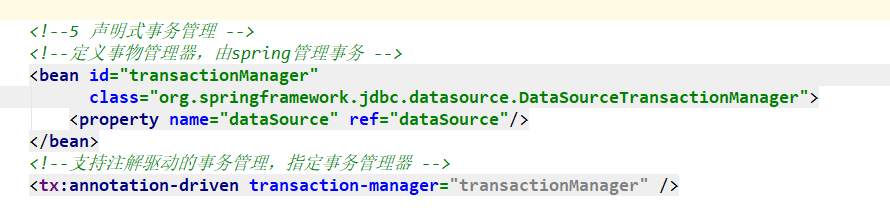 <!--5 声明式事务管理 -->
<!--定义事物管理器，由spring管理事务 -->
<bean id="transactionManager"
class="org.springframework.jdbc.datasource.DataSourceTransactionManager">
<property name="dataSource" ref="dataSource"/>
</bean>
<!--支持注解驱动的事务管理，指定事务管理器 -->
<tx:annotation-driven transaction-manager="transactionManager" />